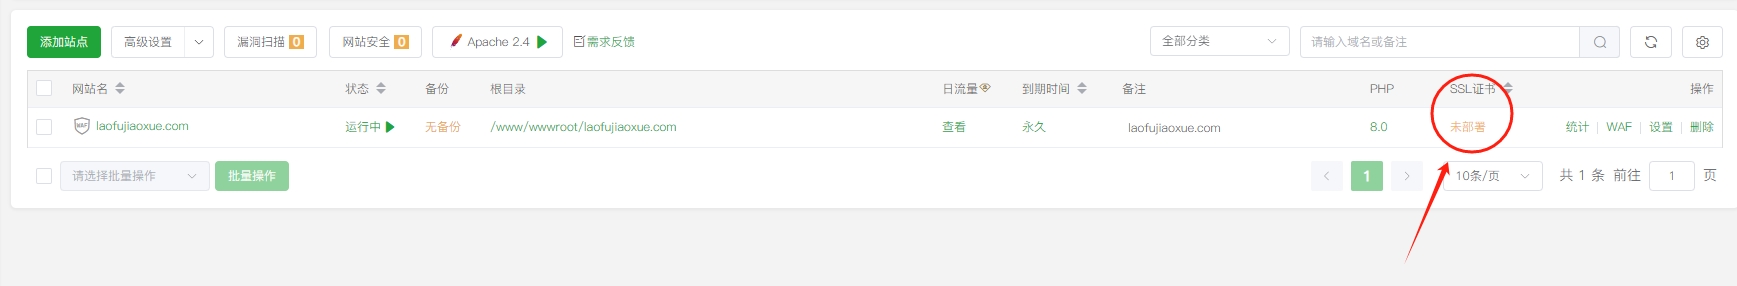 添加站点 高级设置 漏洞扫描 0 网站安全 0 Apache 2.4 需求反馈 全部分类 请输入域名或备注
网站名 状态 备份 根目录 日流量 到期时间 备注 PHP SSL证书 操作
WAF laofujiaoxue.com 运行中 无备份 /www/wwwroot/laofujiaoxue.com 查看 永久 laofujiaoxue.com 8.0 未部署 统计 WAF 设置 删除
请选择批量操作 批量操作 1 10条/页 共 1 条 前往 1 页